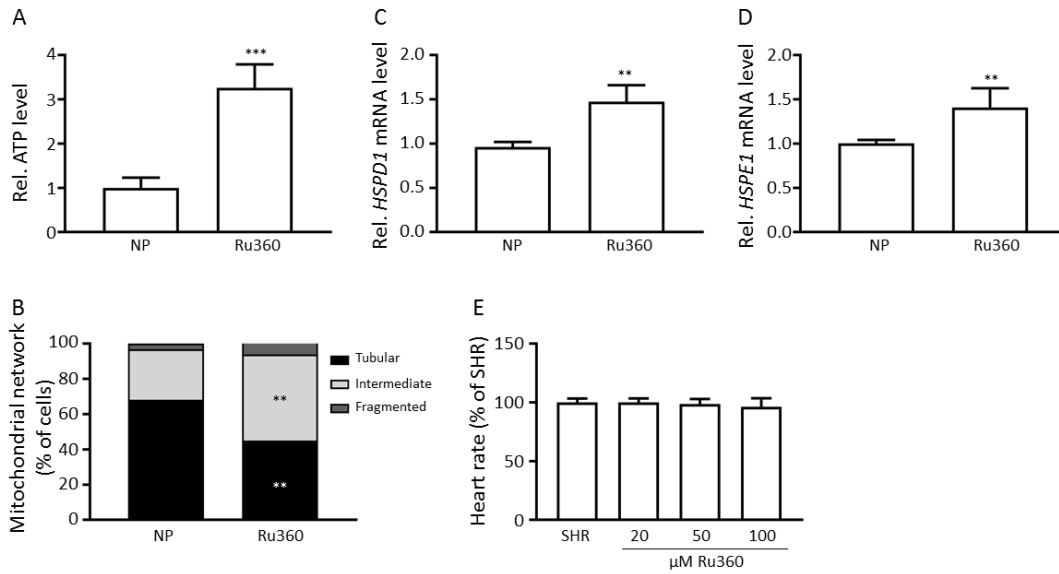 A
Rel. ATP level
4
3
2
1
0
***
NP
Ru360
C
Rel. HSPD1 mRNA level
2.0
1.5
1.0
0.5
0.0
**
NP
Ru360
D
Rel. HSPE1 mRNA level
2.0
1.5
1.0
0.5
0.0
**
NP
Ru360
B
Mitochondrial network
(% of cells)
100
80
60
40
20
0
**
**
NP
Ru360
Tubular
Intermediate
Fragmented
E
Heart rate (% of SHR)
150
100
50
0
SHR
20
50
100
µM Ru360